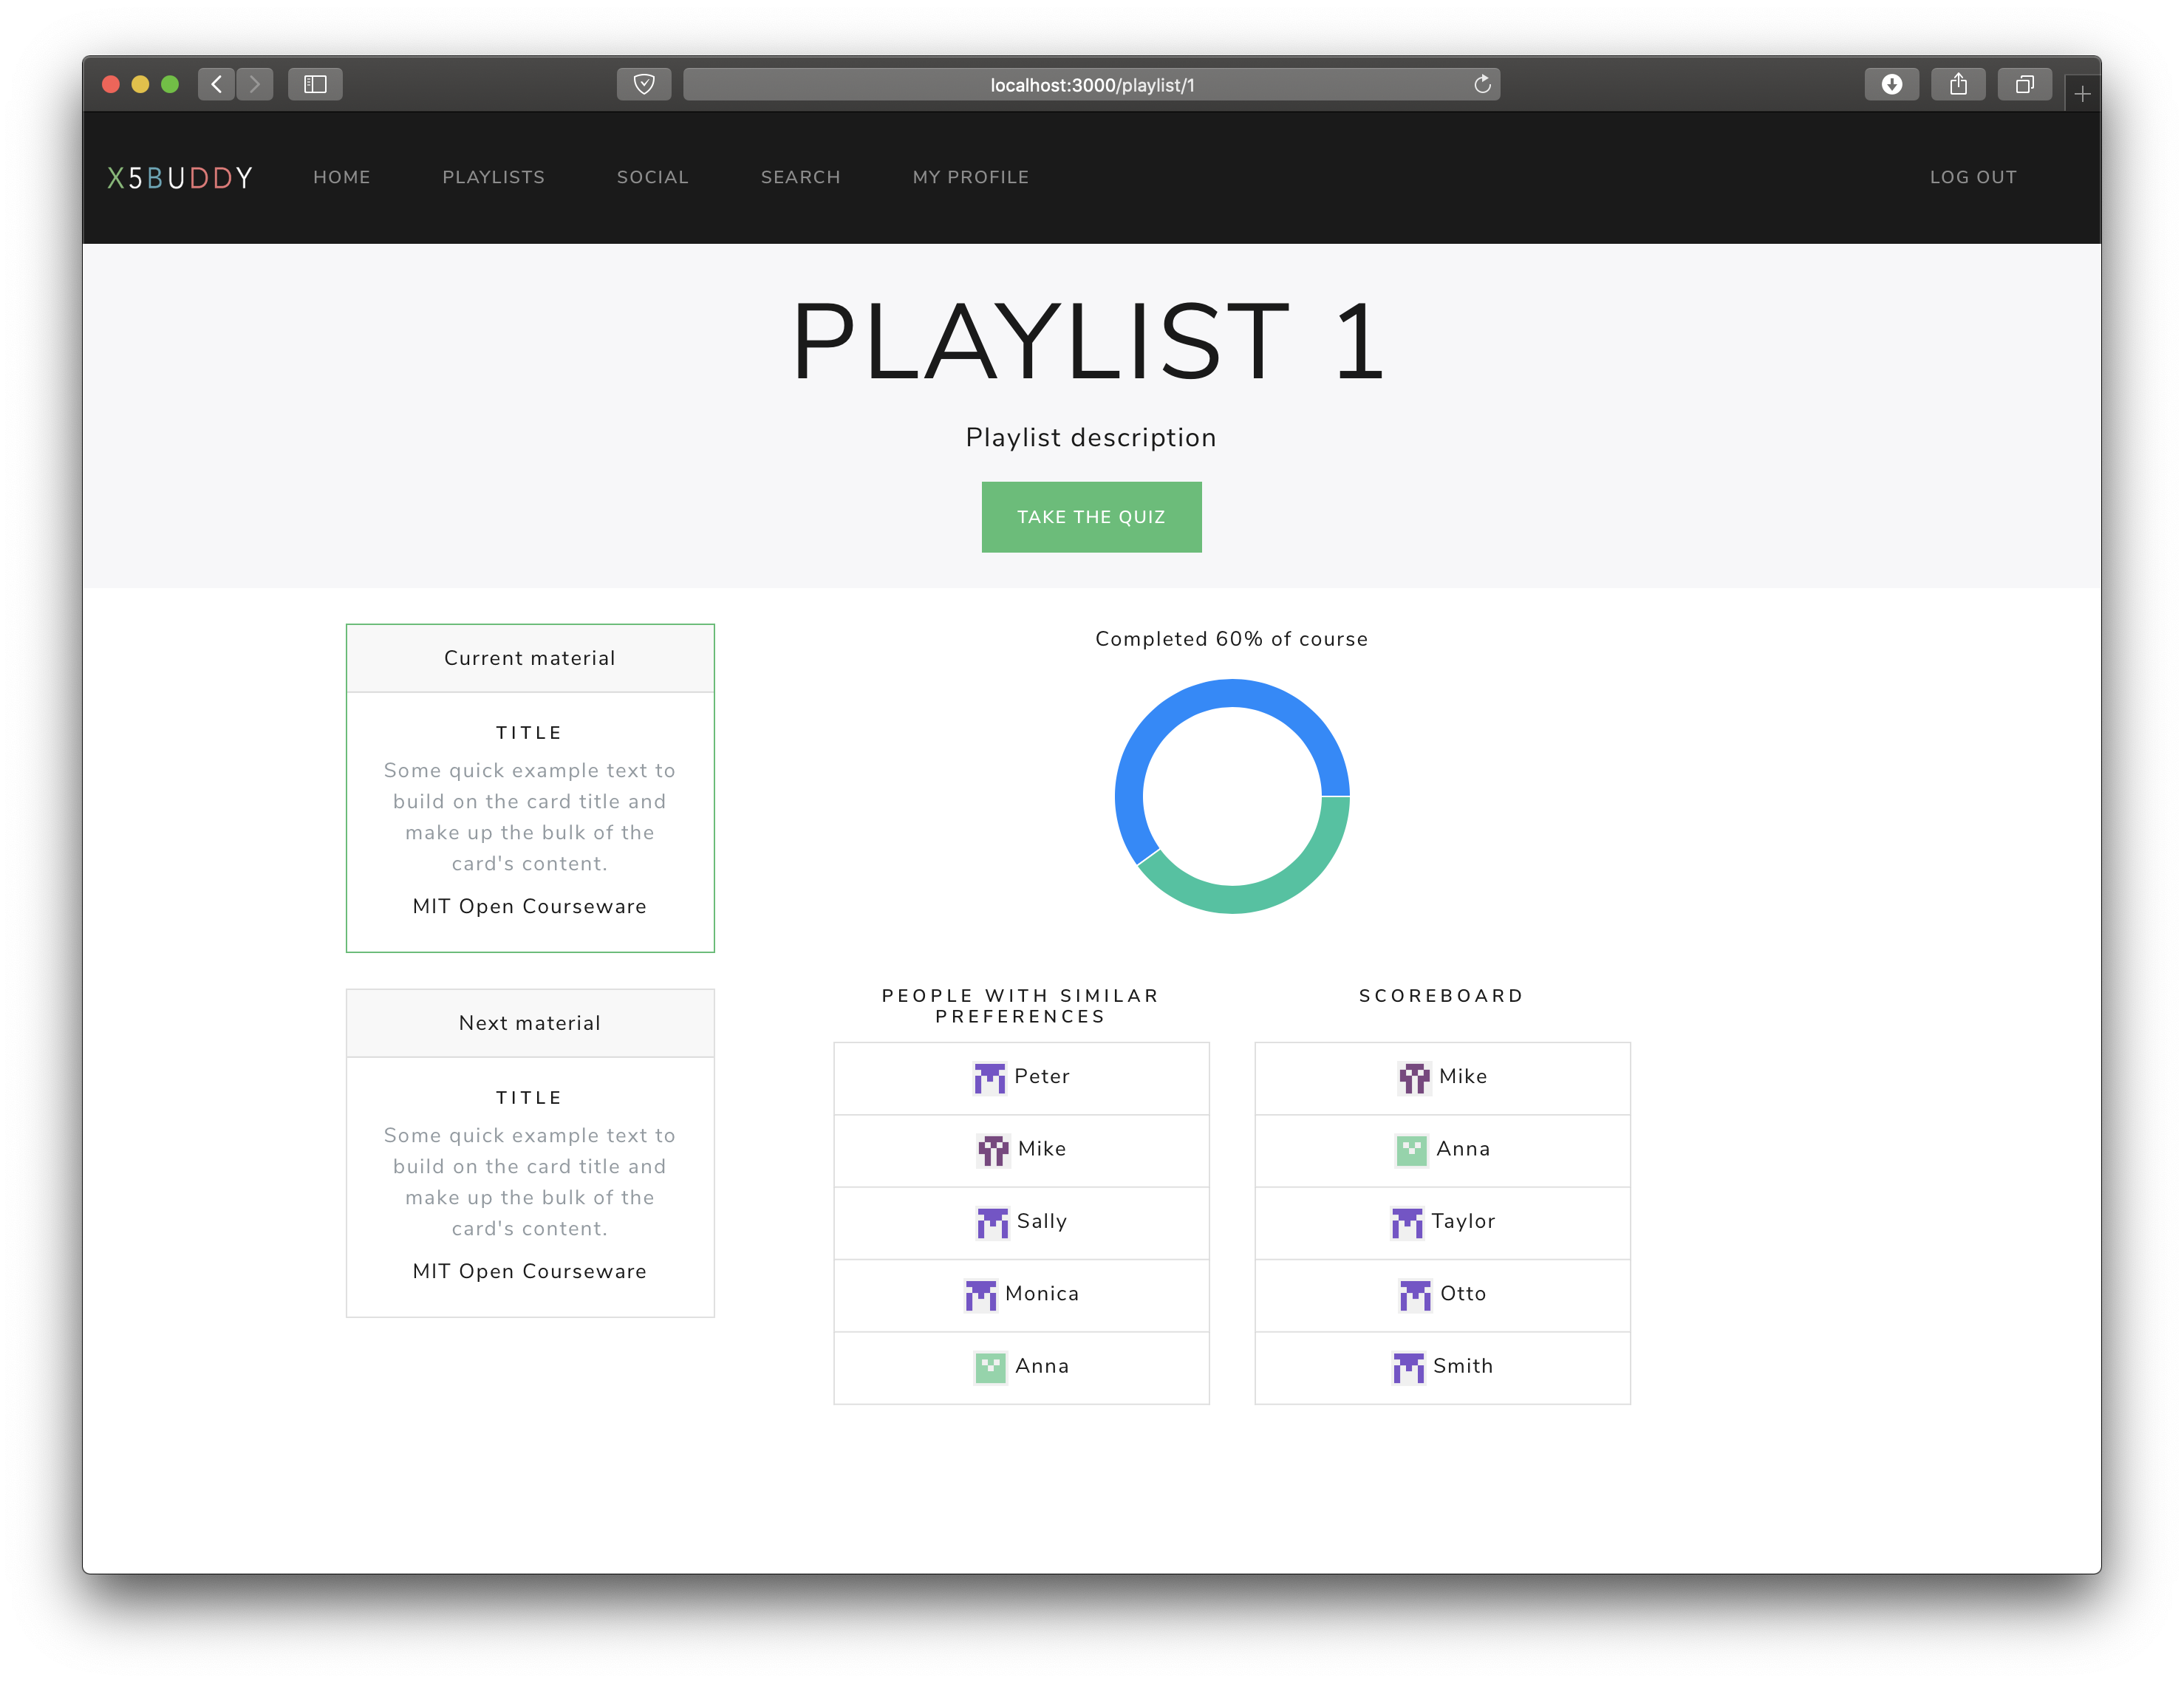 localhost:3000/playlist/1
X5BUDDY HOME PLAYLISTS SOCIAL SEARCH MY PROFILE LOG OUT
PLAYLIST 1
Playlist description
TAKE THE QUIZ
Current material
TITLE
Some quick example text to
build on the card title and
make up the bulk of the
card's content.
MIT Open Courseware
Next material
TITLE
Some quick example text to
build on the card title and
make up the bulk of the
card's content.
MIT Open Courseware
Completed 60% of course
PEOPLE WITH SIMILAR
PREFERENCES
Peter
Mike
Sally
Monica
Anna
SCOREBOARD
Mike
Anna
Taylor
Otto
Smith